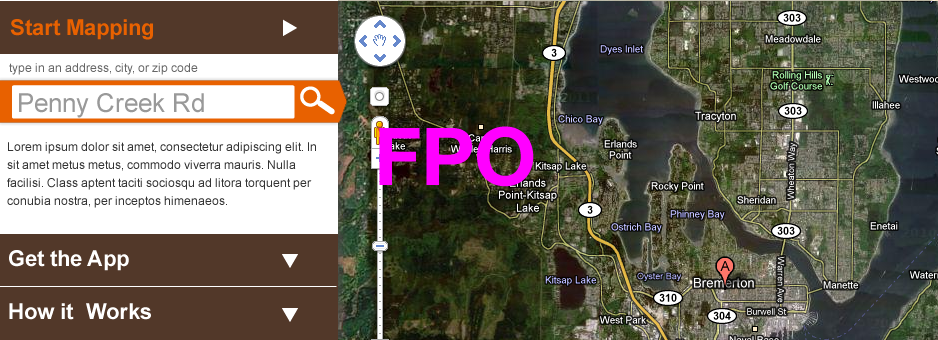 Start Mapping
type in an address, city, or zip code
Penny Creek Rd
Lorem ipsum dolor sit amet, consectetur adipiscing elit. In
sit amet metus metus, commodo viverra mauris. Nulla
facilisi. Class aptent taciti sociosqu ad litora torquent per
conubia nostra, per inceptos himenaeos.
Get the App
How it Works
FPO
303
Meadowdale
3
Dyes Inlet
Rolling Hills
Golf Course
Illahee
303
Tracyton
Chico Bay
Erlands
Point
Kitsap Lake
Erlands
Point-Kitsap
Lake
Rocky Point
Wheaton Way
Sheridan
3
Phinney Bay
Ostrich Bay
303
Enetai
A
Kitsap Lake
Oyster Bay
Bremerton
Warren Ave
Manette
310
304
Burwell St
West Park